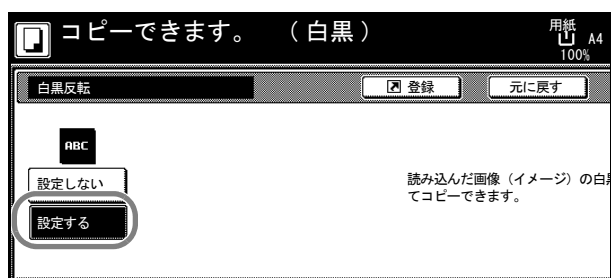 コピーできます。 （白黒）
用紙
A4
100%
白黒反転
登録
元に戻す
ABC
設定しない
設定する
読み込んだ画像（イメージ）の白
てコピーできます。